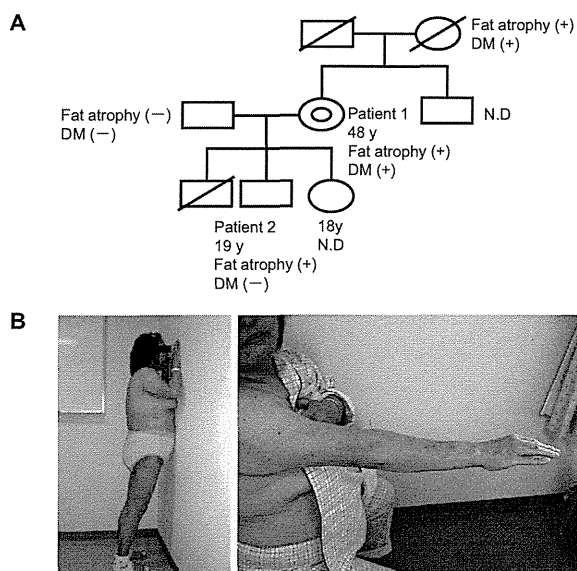 A
Fat atrophy (+)
DM (+)
Fat atrophy (—)
DM (—)
Patient 1
48 y
Fat atrophy (+)
DM (+)
N.D
Patient 2
19 y
Fat atrophy (+)
DM (—)
18y
N.D
B